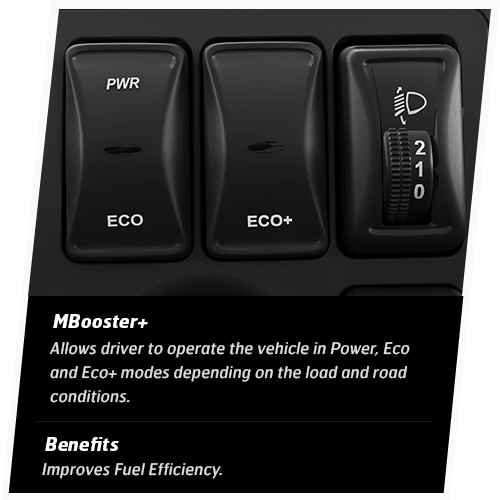 PWR
ECO
ECO+
2
1
0
MBooster+
Allows driver to operate the vehicle in Power, Eco
and Eco+ modes depending on the load and road
conditions.
Benefits
Improves Fuel Efficiency.